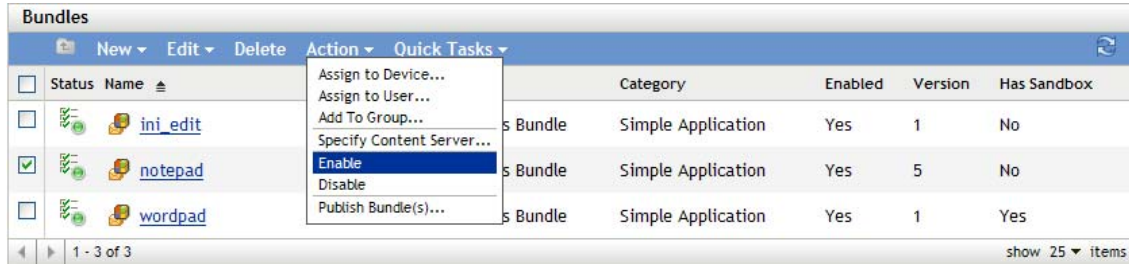 Bundles
New Edit Delete Action Quick Tasks
Status Name Category Enabled Version Has Sandbox
Assign to Device...
Assign to User...
Add To Group...
Specify Content Server...
Enable
Disable
Publish Bundle(s)...
ini_edit s Bundle Simple Application Yes 1 No
notepad s Bundle Simple Application Yes 5 No
wordpad s Bundle Simple Application Yes 1 Yes
1 - 3 of 3 show 25 items